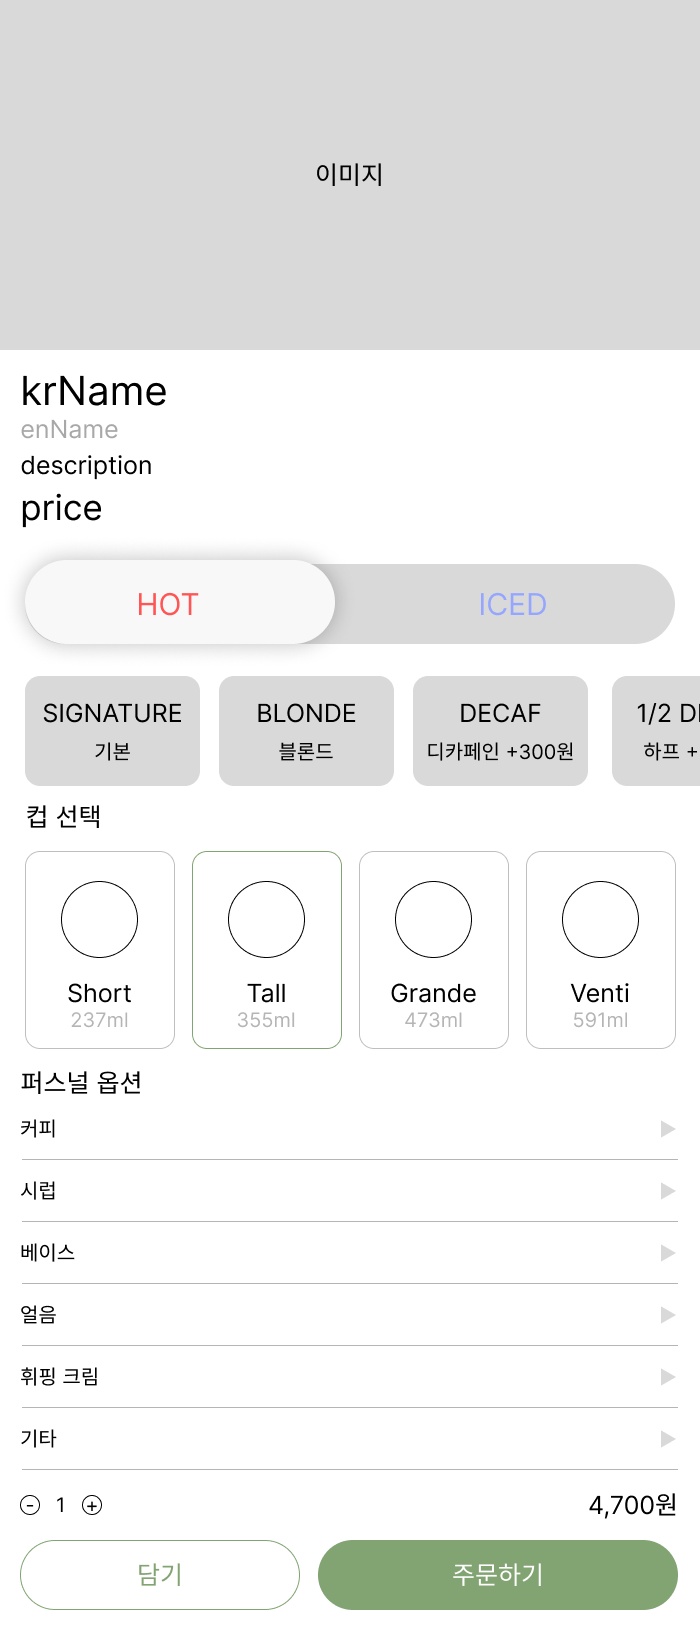 이미지
krName
enName
description
price
HOT ICED
SIGNATURE BLONDE DECAF 1/2
기본 블론드 디카페인 +300원 하프 +
컵 선택
Short Tall Grande Venti
237ml 355ml 473ml 591ml
퍼스널 옵션
커피
시럽
베이스
얼음
휘핑 크림
기타
- 1 + 4,700원
담기 주문하기